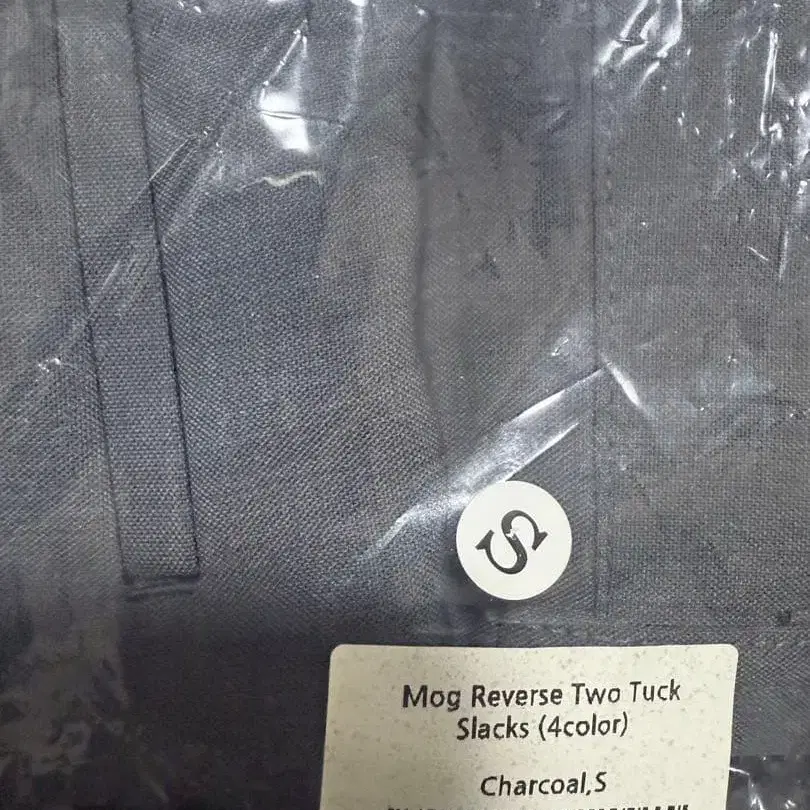 S
Mog Reverse Two Tuck
Slacks (4color)
Charcoal,S